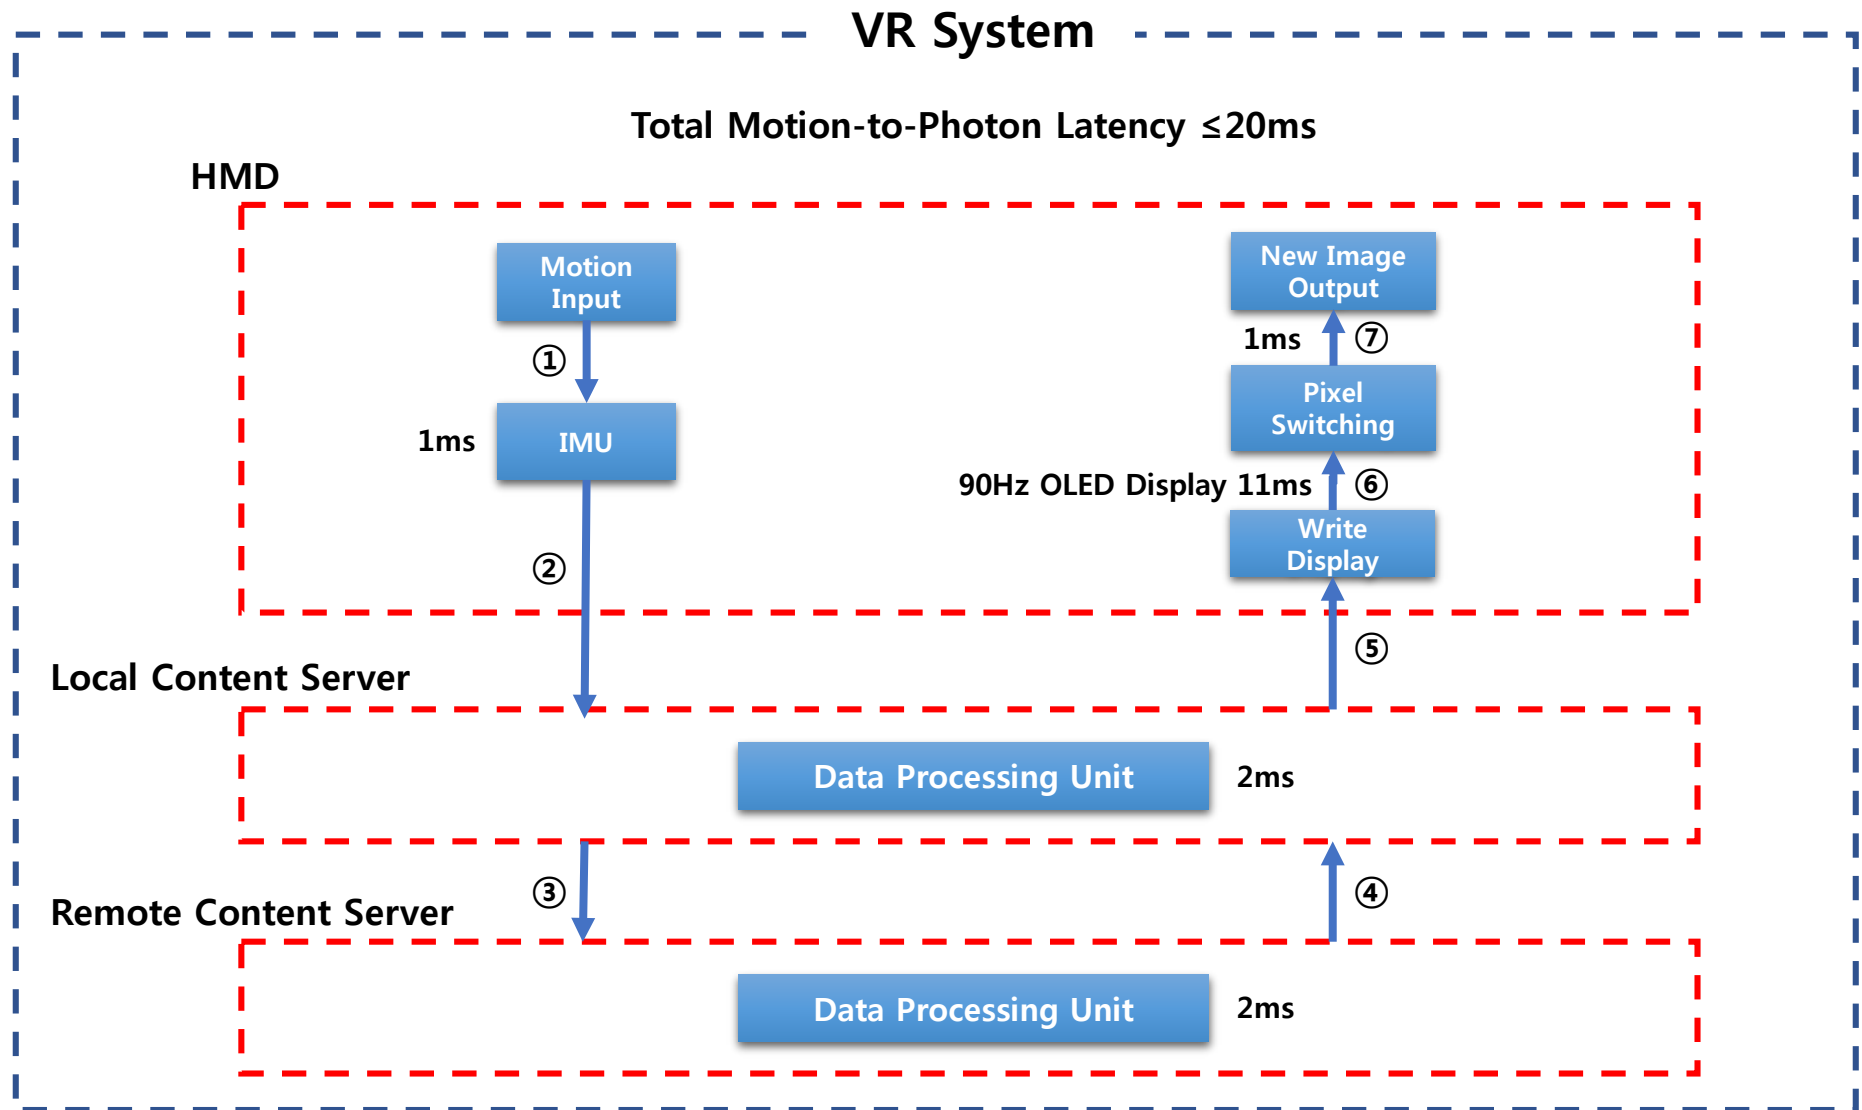 VR System
Total Motion-to-Photon Latency ≤20ms
HMD
Motion
Input
①
1ms
IMU
②
New Image
Output
1ms ⑦
Pixel
Switching
90Hz OLED Display 11ms ⑥
Write
Display
⑤
Local Content Server
Data Processing Unit 2ms
③ ④
Remote Content Server
Data Processing Unit 2ms